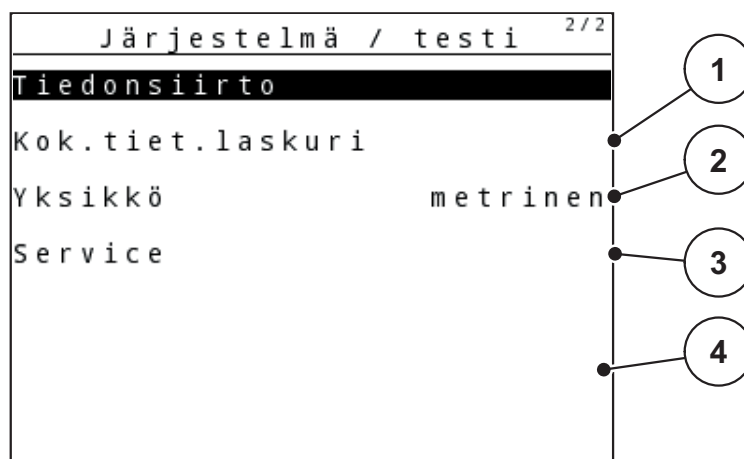 Järjestelmä / testi 2/2
Tiedonsiirto
Kok.tiet.laskuri
Yksikkö metrinen
Service
1
2
3
4